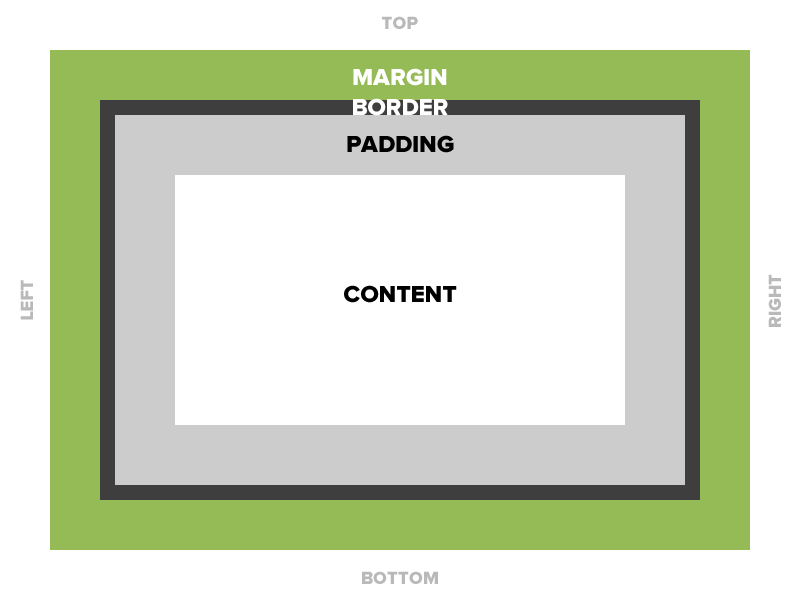 TOP
MARGIN
BORDER
PADDING
LEFT
CONTENT
RIGHT
BOTTOM